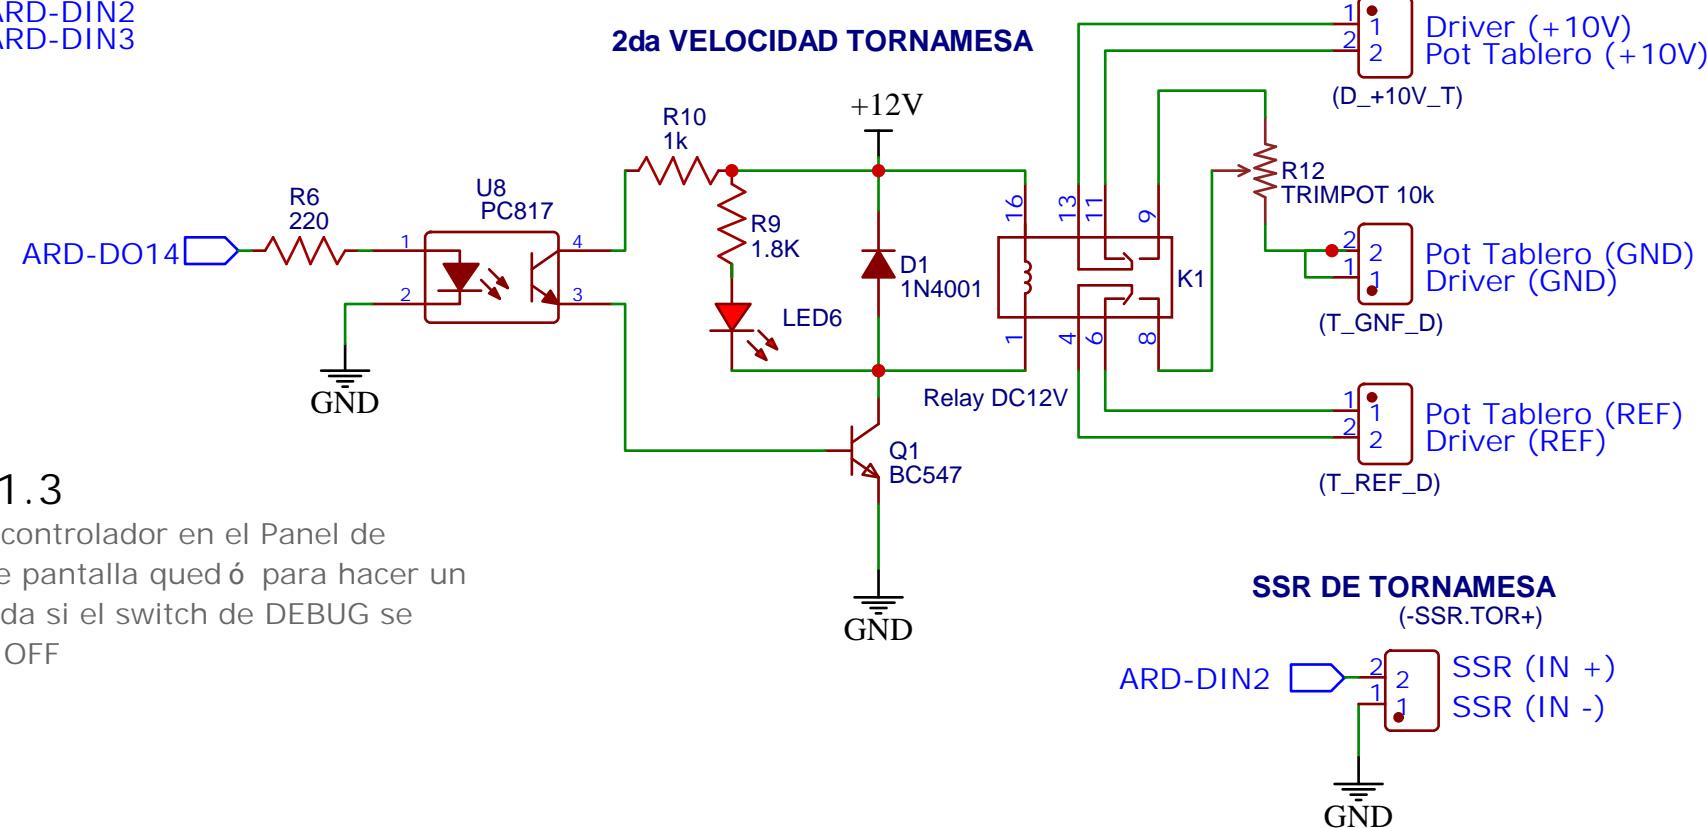 ARD-DIN2
ARD-DIN3
2da VELOCIDAD TORNAMESA
+12V
R10
1k
R6
220
U8
PC817
ARD-DO14
1
2
4
3
GND
R9
1.8K
LED6
D1
1N4001
16
13
11
9
1
4
6
8
K1
Relay DC12V
Q1
BC547
GND
1
2
1
2
Driver (+10V)
Pot Tablero (+10V)
(D_+10V_T)
R12
TRIMPOT 10k
2
1
2
1
Pot Tablero (GND)
Driver (GND)
(T_GNF_D)
1
2
1
2
Pot Tablero (REF)
Driver (REF)
(T_REF_D)
1.3
controlador en el Panel de
e pantalla quedó para hacer un
da si el switch de DEBUG se
OFF
SSR DE TORNAMESA
(-SSR.TOR+)
ARD-DIN2
2
1
2
1
SSR (IN +)
SSR (IN -)
GND